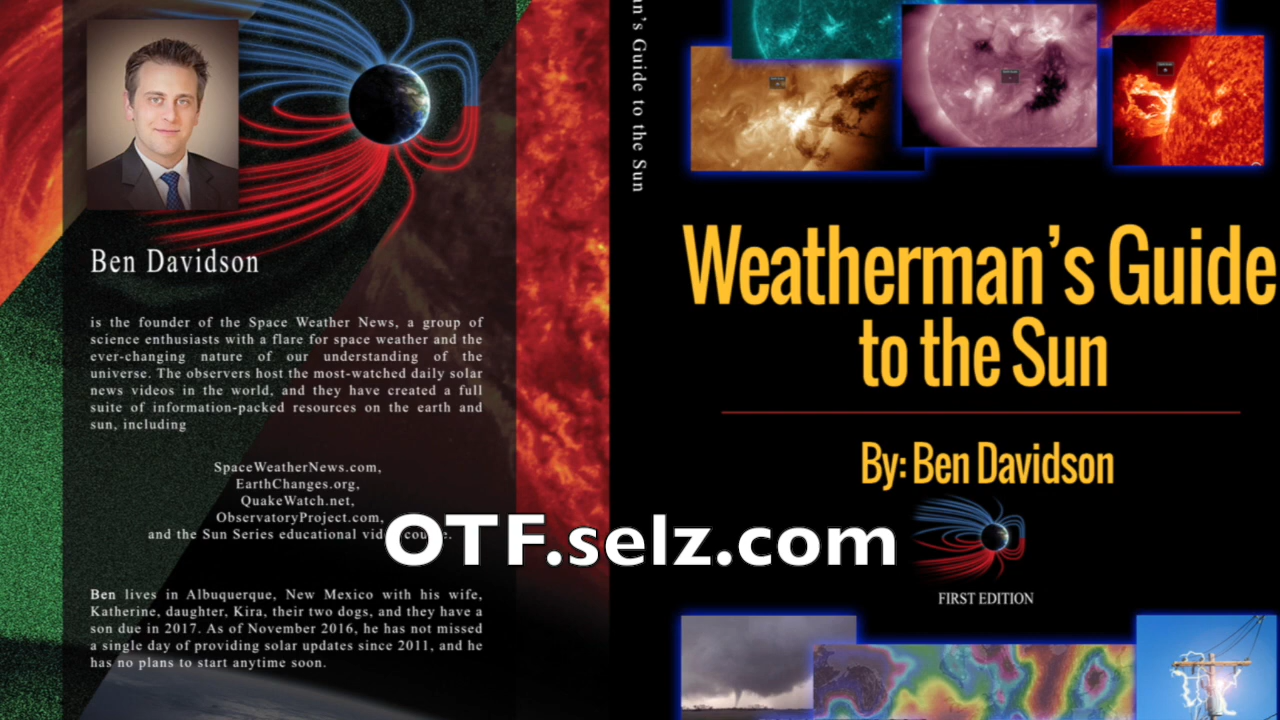 Ben Davidson
is the founder of the Space Weather News, a group of
science enthusiasts with a flare for space weather and the
ever-changing nature of our understanding of the
universe. The observers host the most-watched daily solar
news videos in the world, and they have created a full
suite of information-packed resources on the earth and
sun, including
SpaceWeatherNews.com,
EarthChanges.org,
QuakeWatch.net,
ObservatoryProject.com,
and the Sun Series educational video course.
Ben lives in Albuquerque, New Mexico with his wife,
Katherine, daughter, Kira, their two dogs, and they have a
son due in 2017. As of November 2016, he has not missed
a single day of providing solar updates since 2011, and he
has no plans to start anytime soon.
an's Guide to the Sun
Weatherman's Guide
to the Sun
By: Ben Davidson
FIRST EDITION
OTF.selz.com